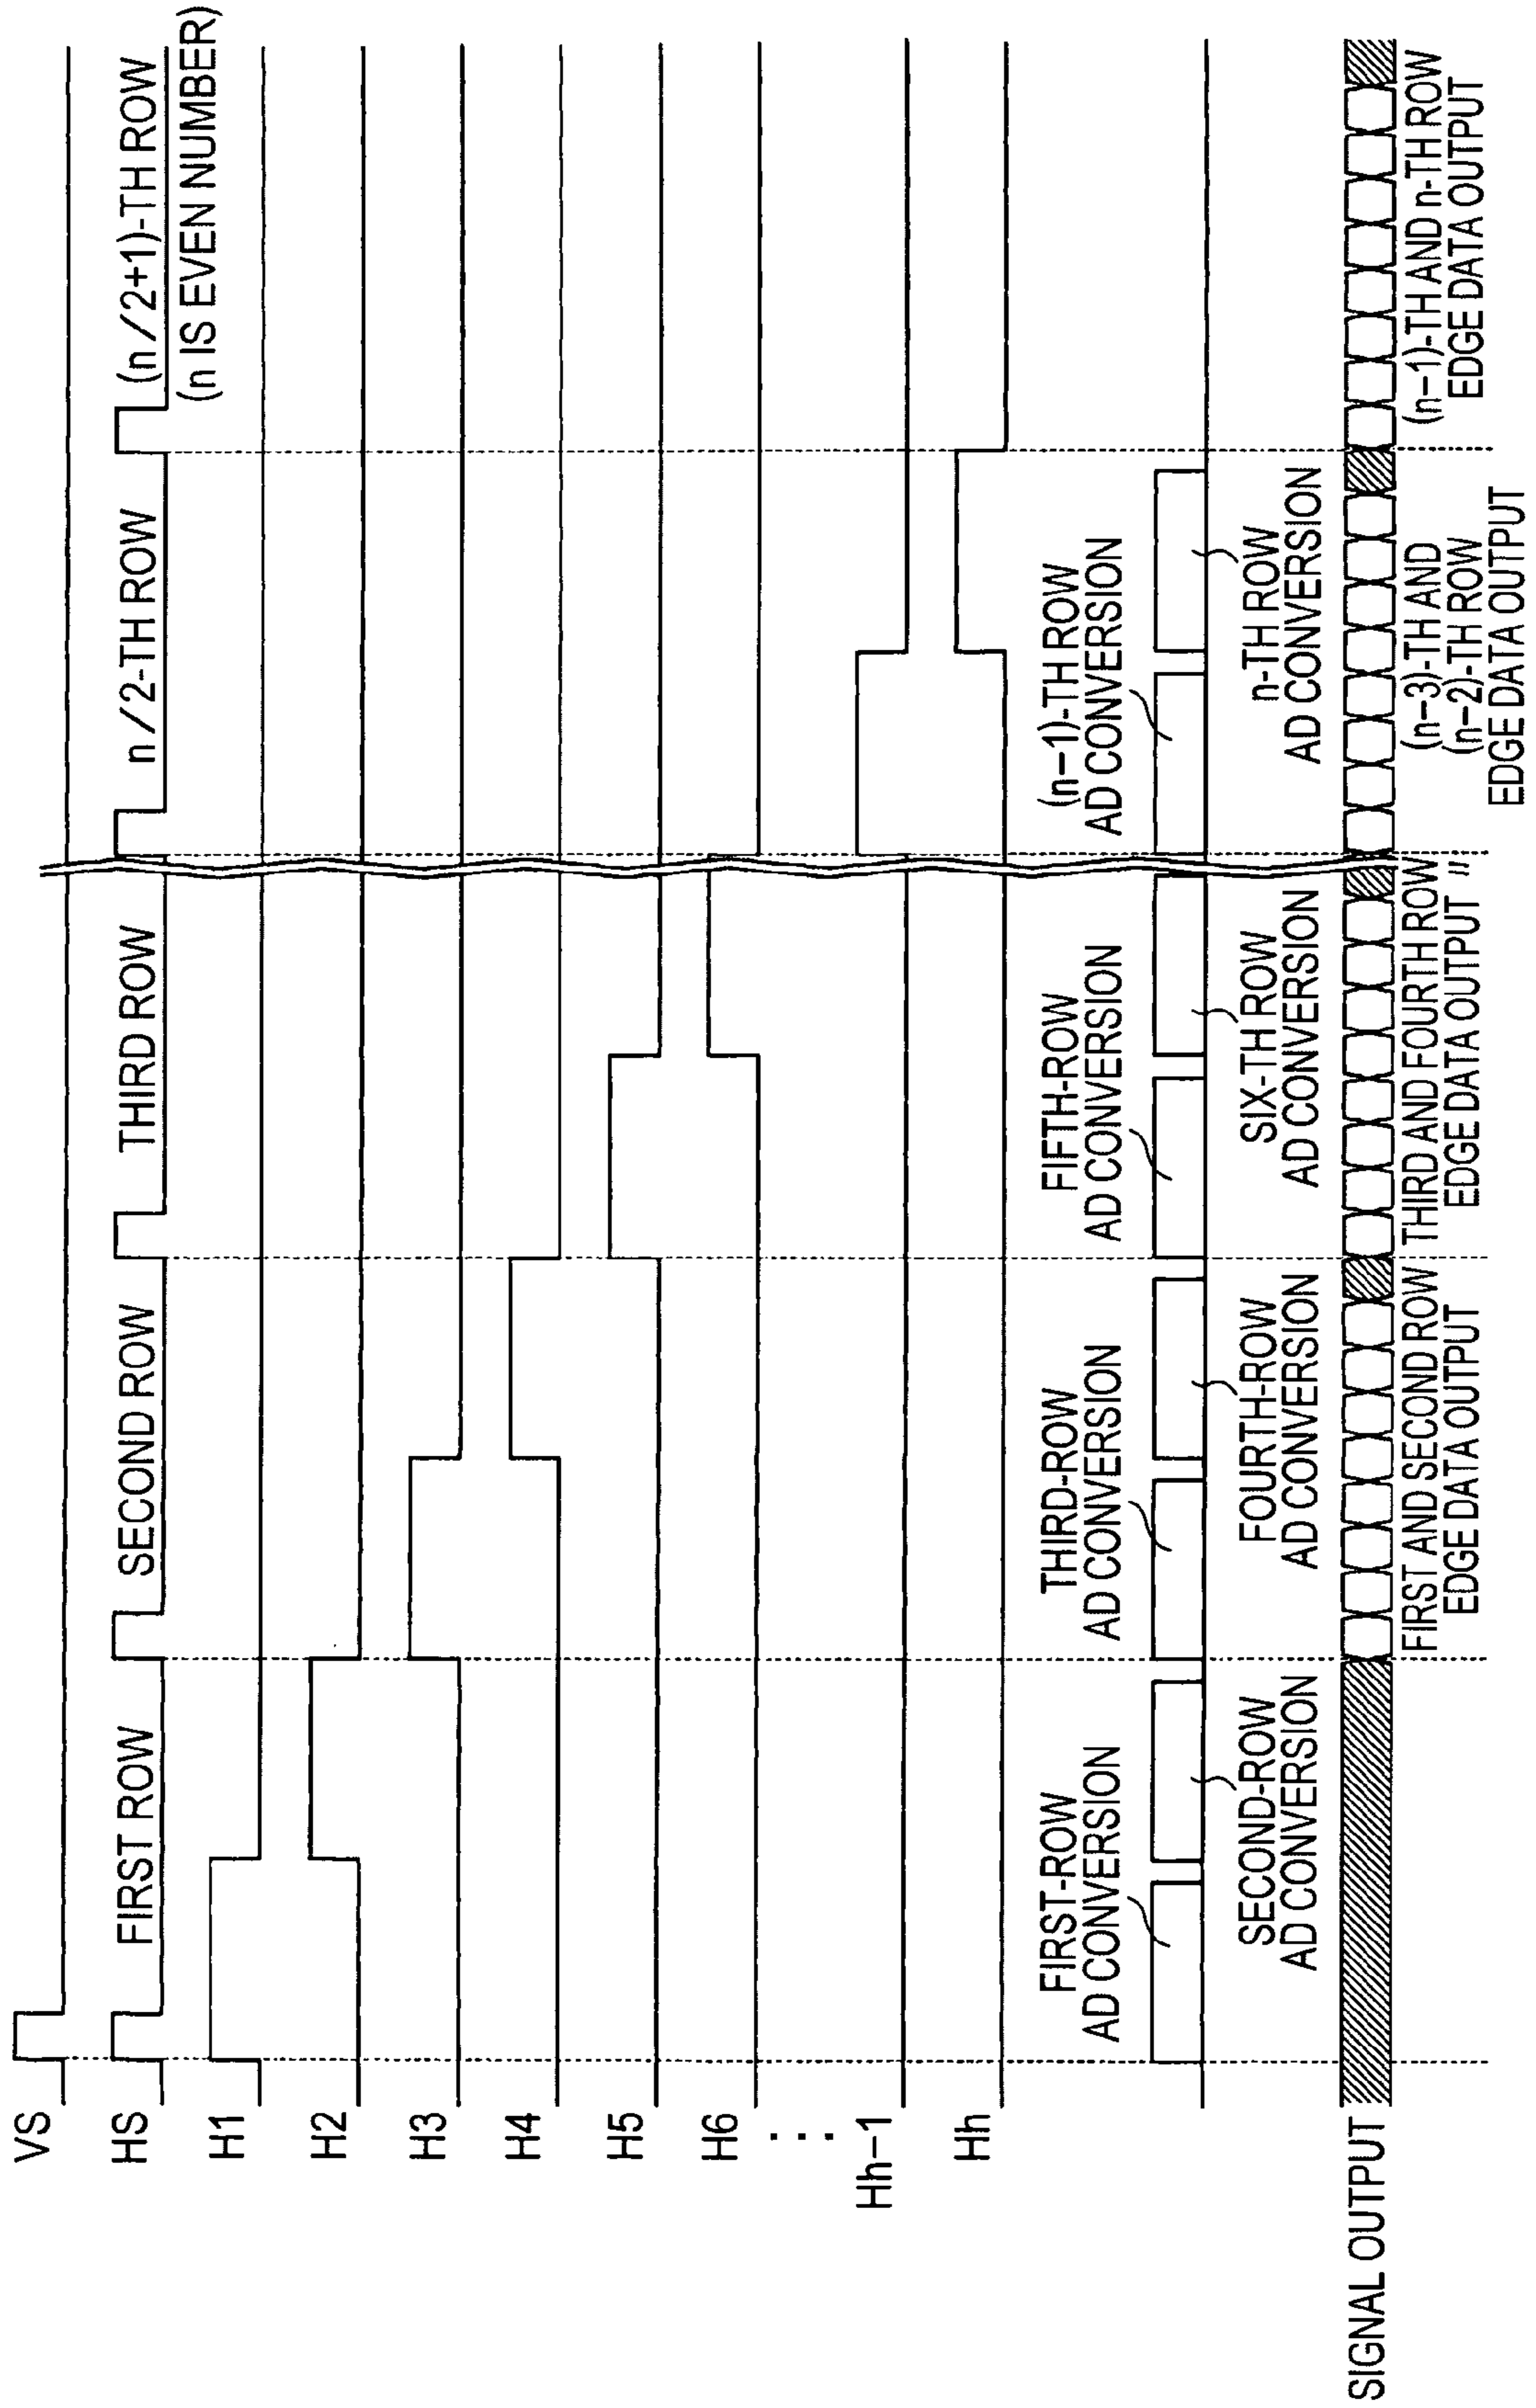 VS
HS
FIRST ROW
SECOND ROW
THIRD ROW
n/2-TH ROW
(n/2+1)-TH ROW
(n IS EVEN NUMBER)
H1
H2
H3
H4
H5
H6
...
Hh-1
Hh
FIRST-ROW
AD CONVERSION
THIRD-ROW
AD CONVERSION
FIFTH-ROW
AD CONVERSION
(n-1)-TH ROW
AD CONVERSION
SECOND-ROW
AD CONVERSION
FOURTH-ROW
AD CONVERSION
SIX-TH ROW
AD CONVERSION
n-TH ROW
AD CONVERSION
SIGNAL OUTPUT
FIRST AND SECOND ROW
EDGE DATA OUTPUT
THIRD AND FOURTH ROW
EDGE DATA OUTPUT "
(n-3)-TH AND
(n-2)-TH ROW
EDGE DATA OUTPUT
(n-1)-TH AND n-TH ROW
EDGE DATA OUTPUT